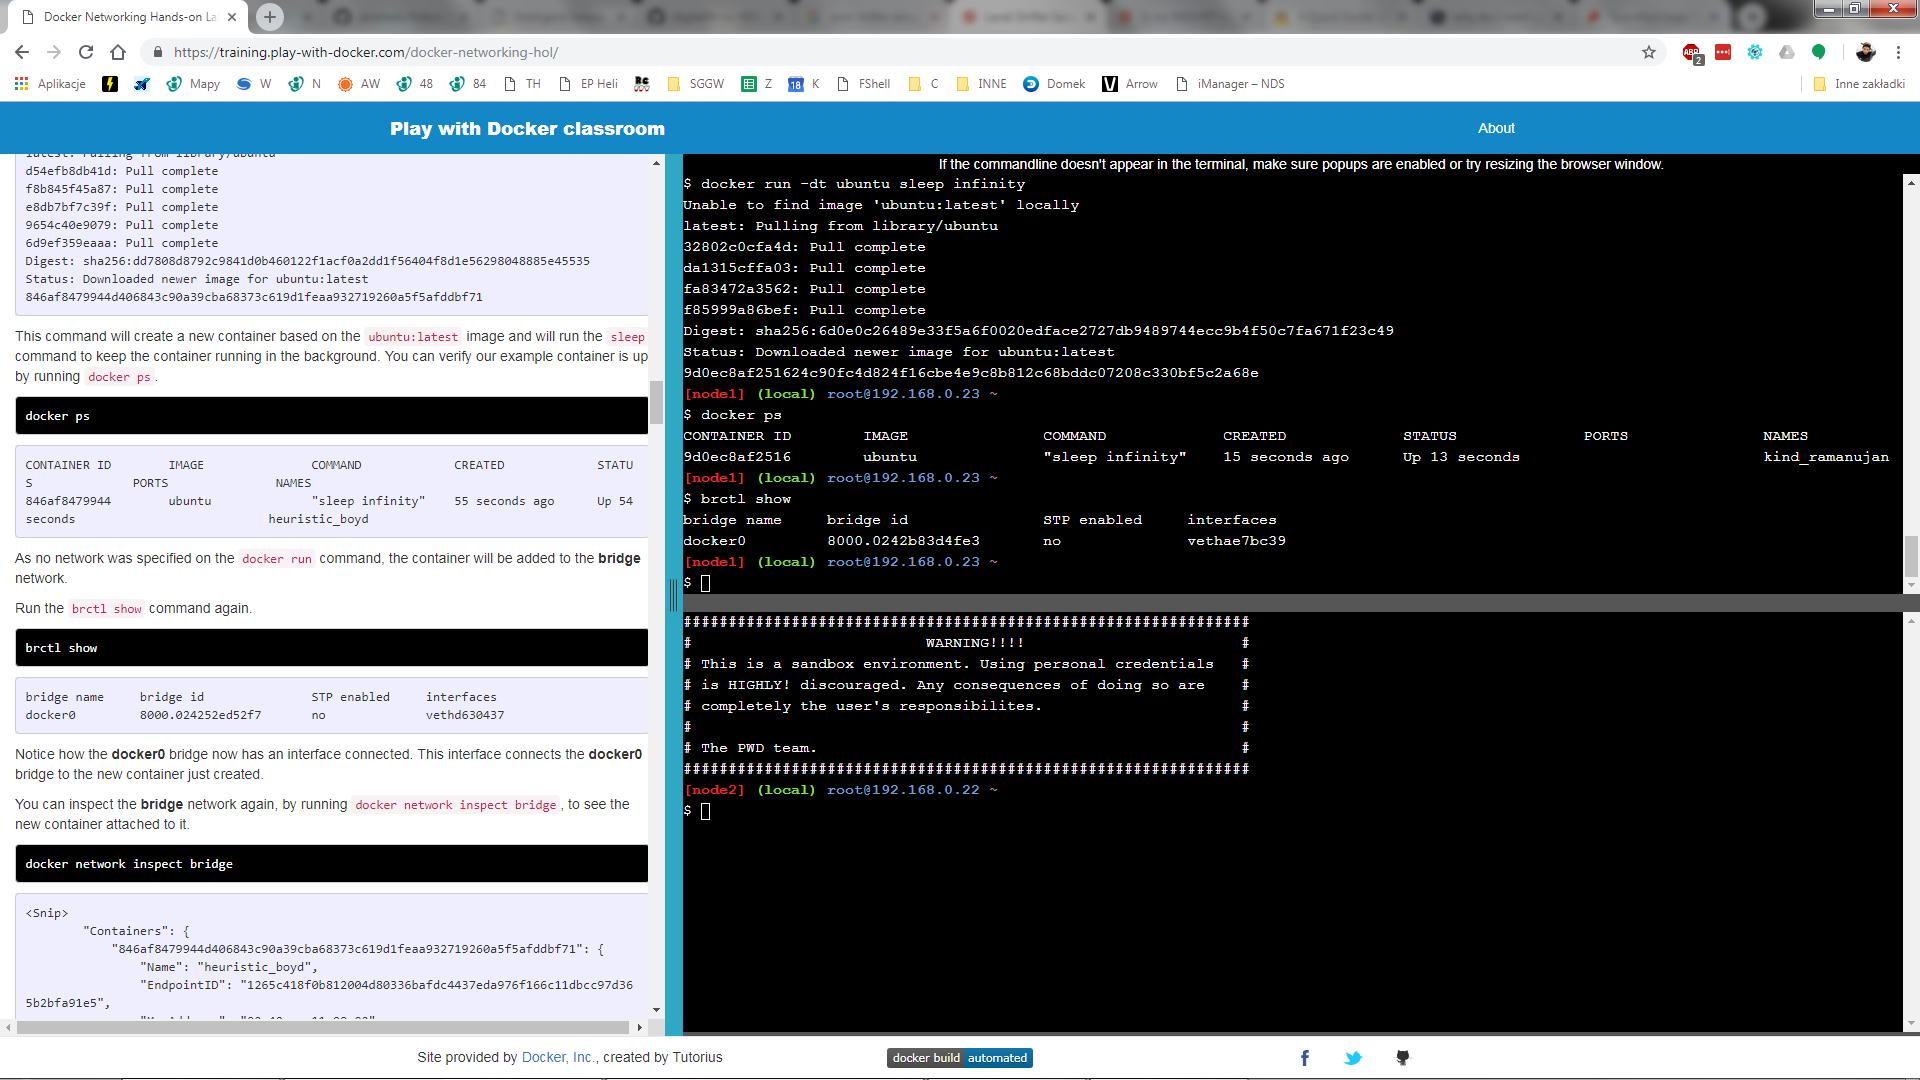 Docker Networking Hands-on La
https://training.play-with-docker.com/docker-networking-hol/
ABP 2
Aplikacje Mapy W N AW 48 84 TH EP Heli RC SGGW Z 18 K FShell C INNE Domek V Arrow iManager – NDS Inne zakładki
Play with Docker classroom
About
latest: Pulling from library/ubuntu
d54efb8db41d: Pull complete
f8b845f45a87: Pull complete
e8db7bf7c39f: Pull complete
9654c40e9079: Pull complete
6d9ef359eaaa: Pull complete
Digest: sha256:dd7808d8792c9841d0b460122f1acf0a2dd1f56404f8d1e56298048885e45535
Status: Downloaded newer image for ubuntu:latest
846af8479944d406843c90a39cba68373c619d1feaa932719260a5f5afddbf71
This command will create a new container based on the ubuntu:latest image and will run the sleep
command to keep the container running in the background. You can verify our example container is up
by running docker ps.
docker ps
CONTAINER ID IMAGE COMMAND CREATED STATU
S PORTS NAMES
846af8479944 ubuntu "sleep infinity" 55 seconds ago Up 54
seconds heuristic_boyd
As no network was specified on the docker run command, the container will be added to the bridge
network.
Run the brctl show command again.
brctl show
bridge name bridge id STP enabled interfaces
docker0 8000.024252ed52f7 no vethd630437
Notice how the docker0 bridge now has an interface connected. This interface connects the docker0
bridge to the new container just created.
You can inspect the bridge network again, by running docker network inspect bridge, to see the
new container attached to it.
docker network inspect bridge
<Snip>
"Containers": {
"846af8479944d406843c90a39cba68373c619d1feaa932719260a5f5afddbf71": {
"Name": "heuristic_boyd",
"EndpointID": "1265c418f0b812004d80336bafdc4437eda976f166c11dbcc97d36
5b2bfa91e5",
If the commandline doesn't appear in the terminal, make sure popups are enabled or try resizing the browser window.
$ docker run -dt ubuntu sleep infinity
Unable to find image 'ubuntu:latest' locally
latest: Pulling from library/ubuntu
32802c0cfa4d: Pull complete
da1315cffa03: Pull complete
fa83472a3562: Pull complete
f85999a86bef: Pull complete
Digest: sha256:6d0e0c26489e33f5a6f0020edface2727db9489744ecc9b4f50c7fa671f23c49
Status: Downloaded newer image for ubuntu:latest
9d0ec8af251624c90fc4d824f16cbe4e9c8b812c68bddc07208c330bf5c2a68e
[node1] (local) root@192.168.0.23 ~
$ docker ps
CONTAINER ID IMAGE COMMAND CREATED STATUS PORTS NAMES
9d0ec8af2516 ubuntu "sleep infinity" 15 seconds ago Up 13 seconds kind_ramanujan
[node1] (local) root@192.168.0.23 ~
$ brctl show
bridge name bridge id STP enabled interfaces
docker0 8000.0242b83d4fe3 no vethae7bc39
[node1] (local) root@192.168.0.23 ~
$
###############################################################
# WARNING!!!! #
# This is a sandbox environment. Using personal credentials #
# is HIGHLY! discouraged. Any consequences of doing so are #
# completely the user's responsibilites. #
# #
# The PWD team. #
###############################################################
[node2] (local) root@192.168.0.22 ~
$
Site provided by Docker, Inc., created by Tutorius
docker build automated